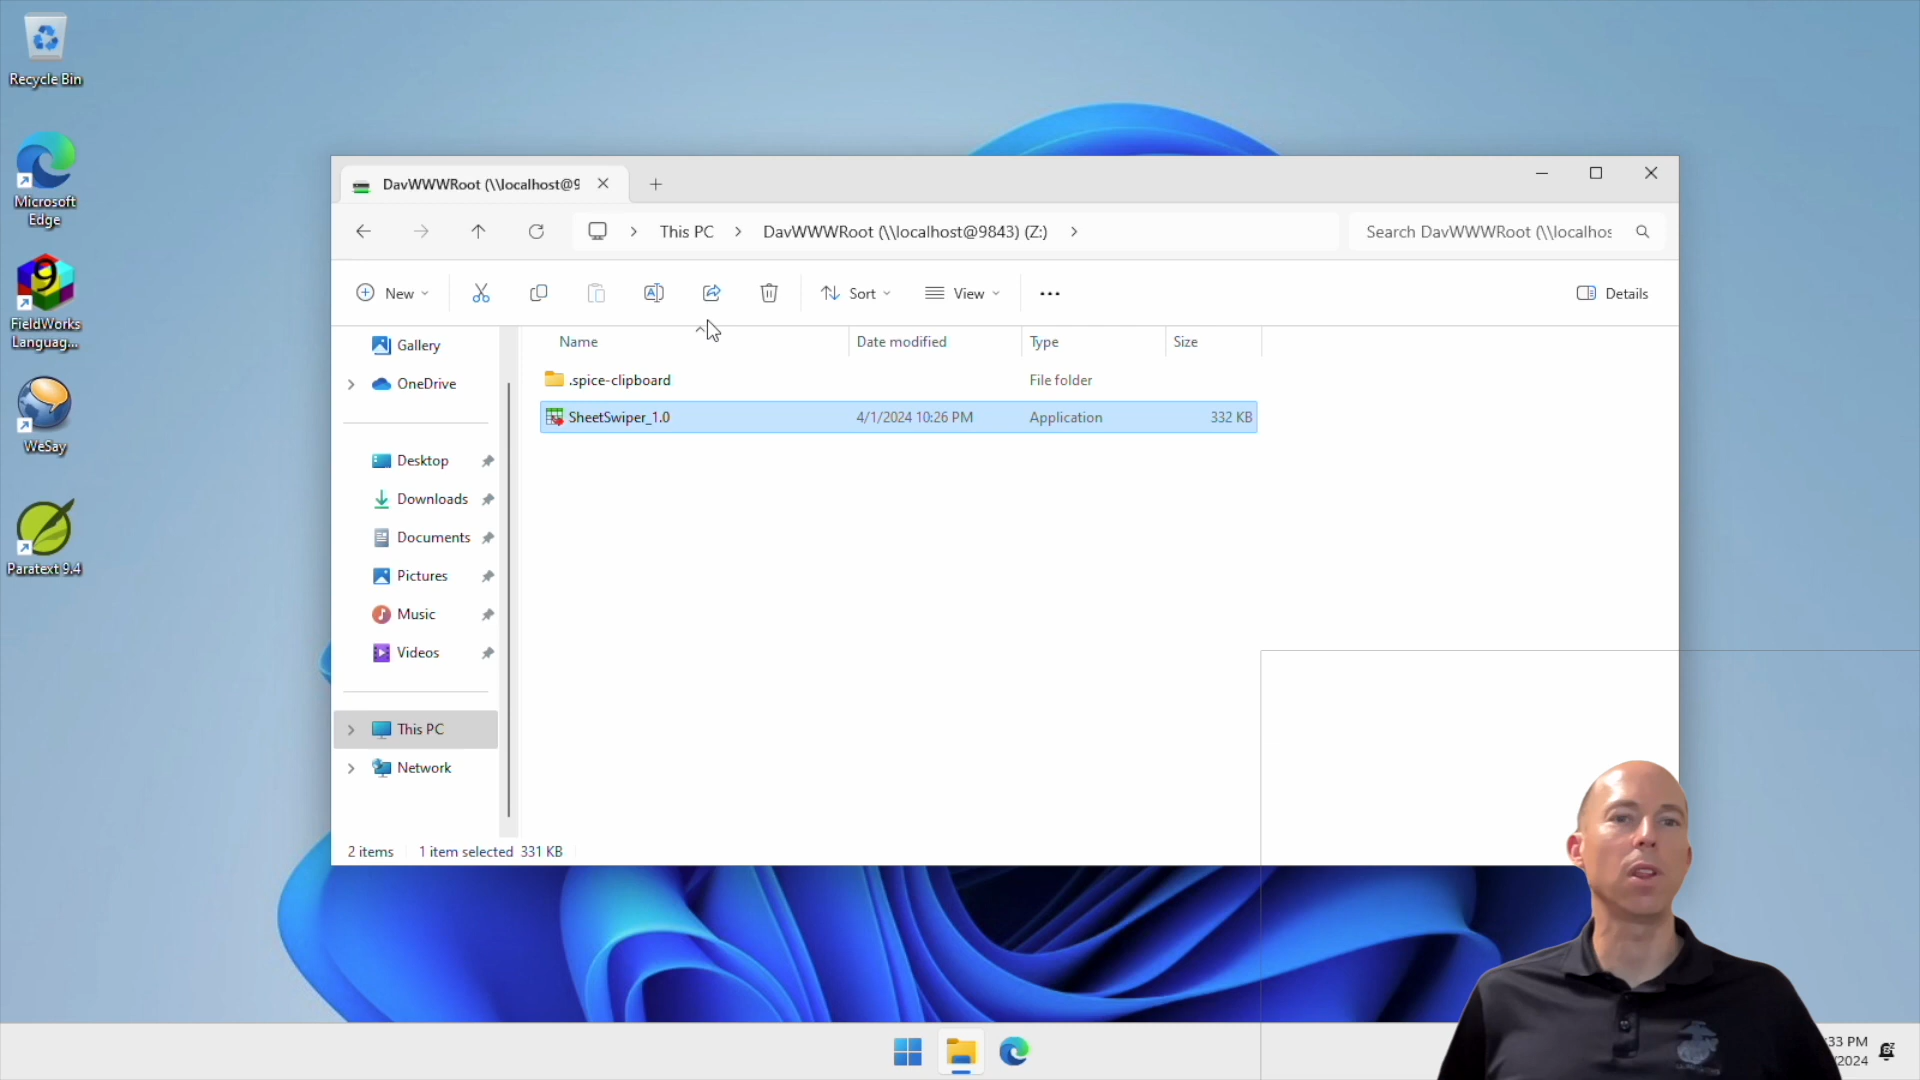 Recycle Bin
Microsoft
Edge
9
FieldWorks
Languag...
WeSay
Paratext 9.4
DavWWWRoot (\\localhost@9
This PC
DavWWWRoot (\\localhost@9843) (Z:)
Search DavWWWRoot (\\localhos
New
Sort
View
Details
Gallery
OneDrive
Desktop
Downloads
Documents
Pictures
Music
Videos
This PC
Network
Name Date modified Type Size
.spice-clipboard File folder
SheetSwiper_1.0 4/1/2024 10:26 PM Application 332 KB
2 items 1 item selected 331 KB
:33 PM
/2024